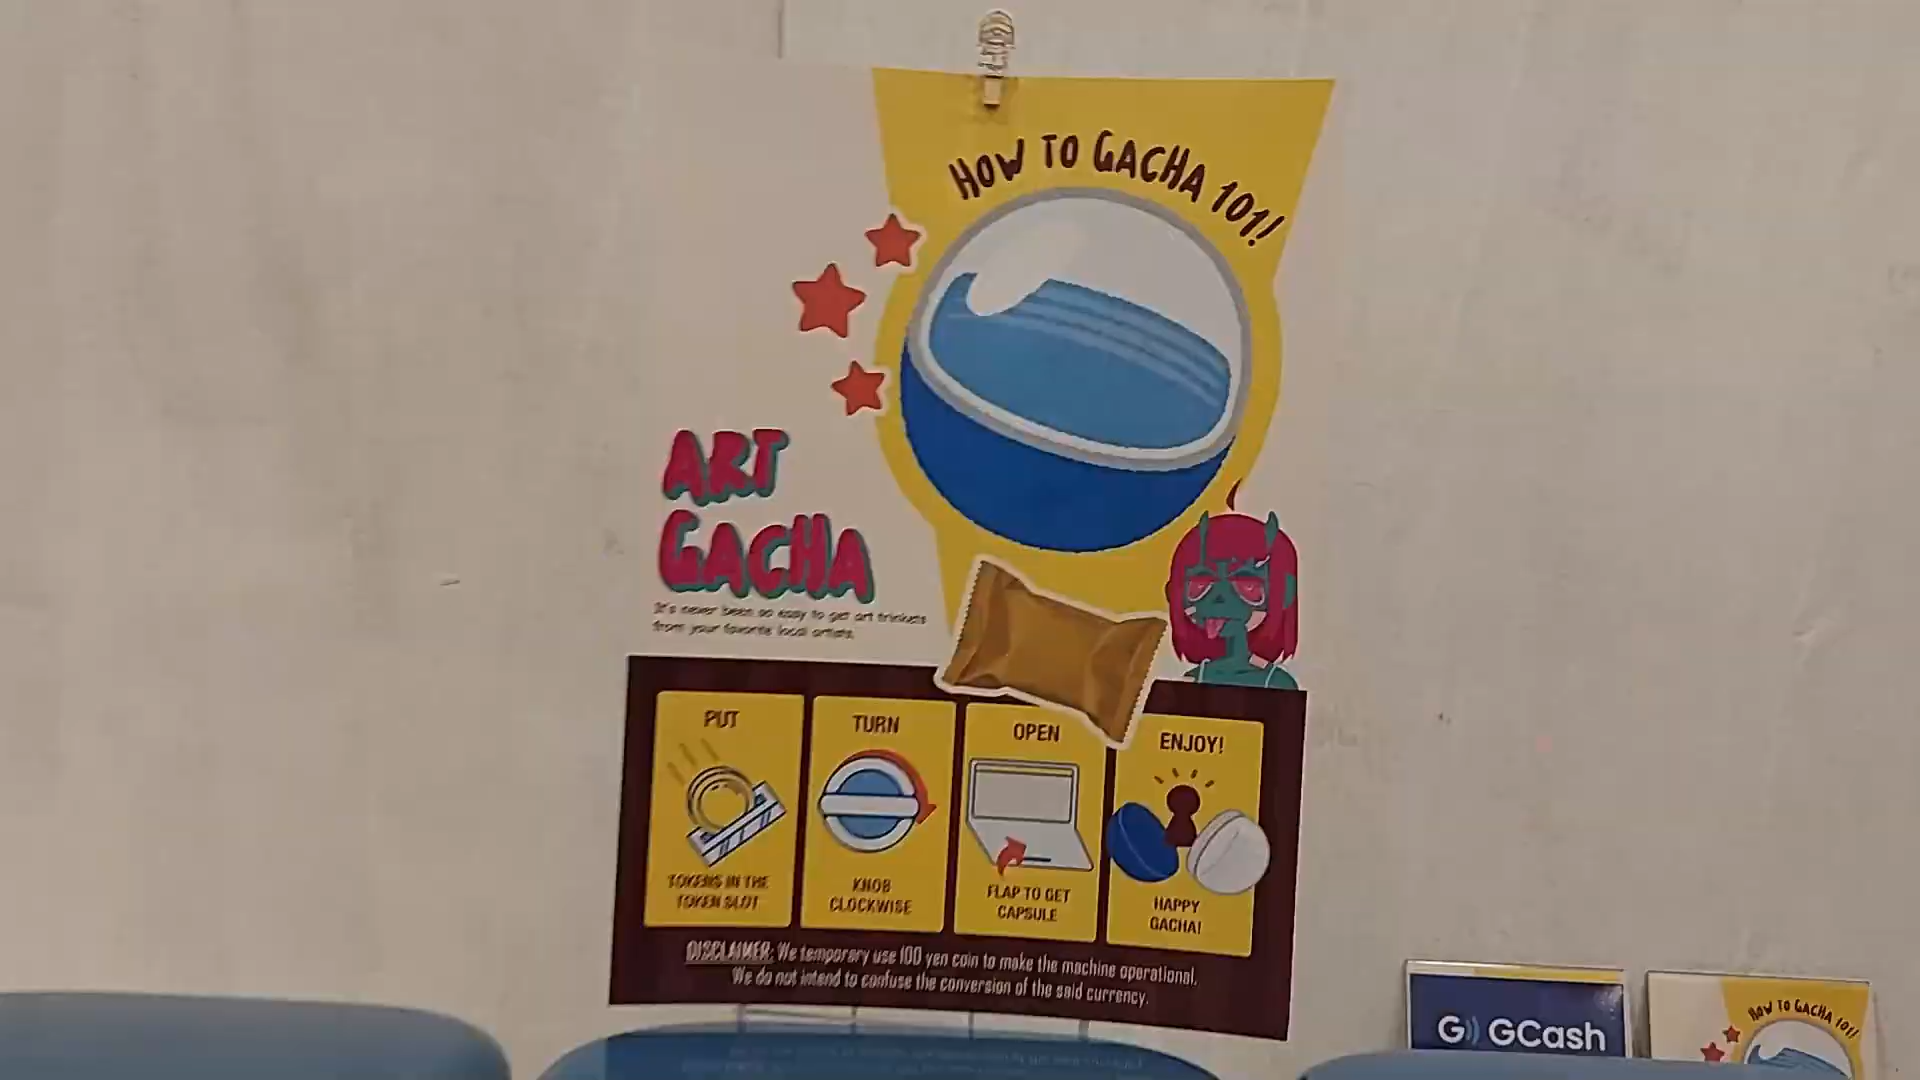 HOW TO GACHA 101!
ART
GACHA
It's never been so easy to get art trinkets
from your favorite local artists.
PUT
TOKENS IN THE
TOKEN SLOT
TURN
KNOB
CLOCKWISE
OPEN
FLAP TO GET
CAPSULE
ENJOY!
HAPPY
GACHA!
DISCLAIMER: We temporary use 100 yen coin to make the machine operational.
We do not intend to confuse the conversion of the said currency.
G) GCash
HOW TO GACHA 101!